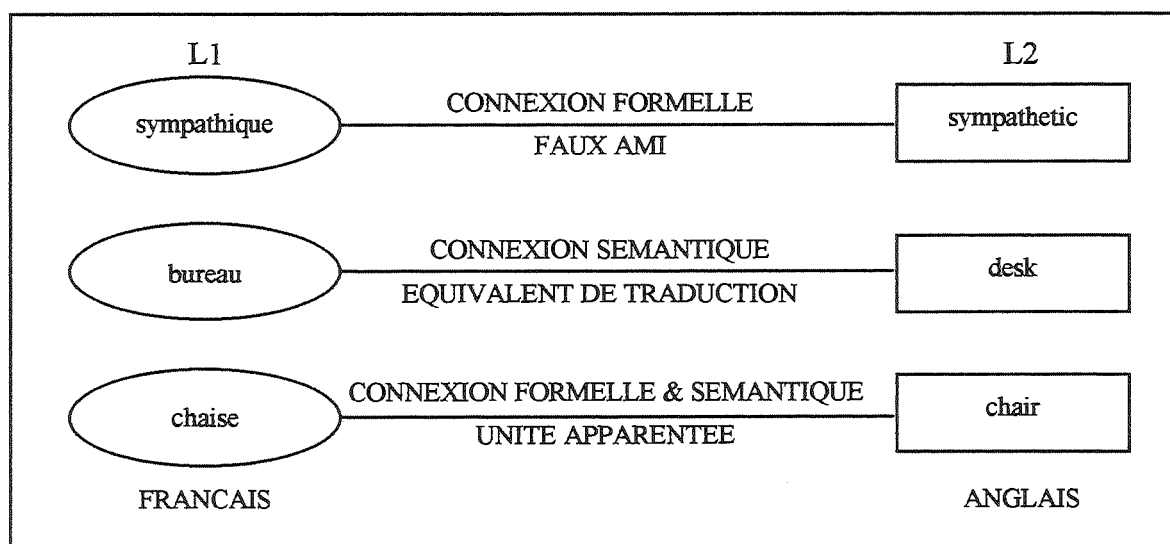 L1 L2
sympathique CONNEXION FORMELLE sympathetic
FAUX AMI
bureau CONNEXION SEMANTIQUE desk
EQUIVALENT DE TRADUCTION
chaise CONNEXION FORMELLE & SEMANTIQUE chair
UNITE APPARENTEE
FRANCAIS ANGLAIS